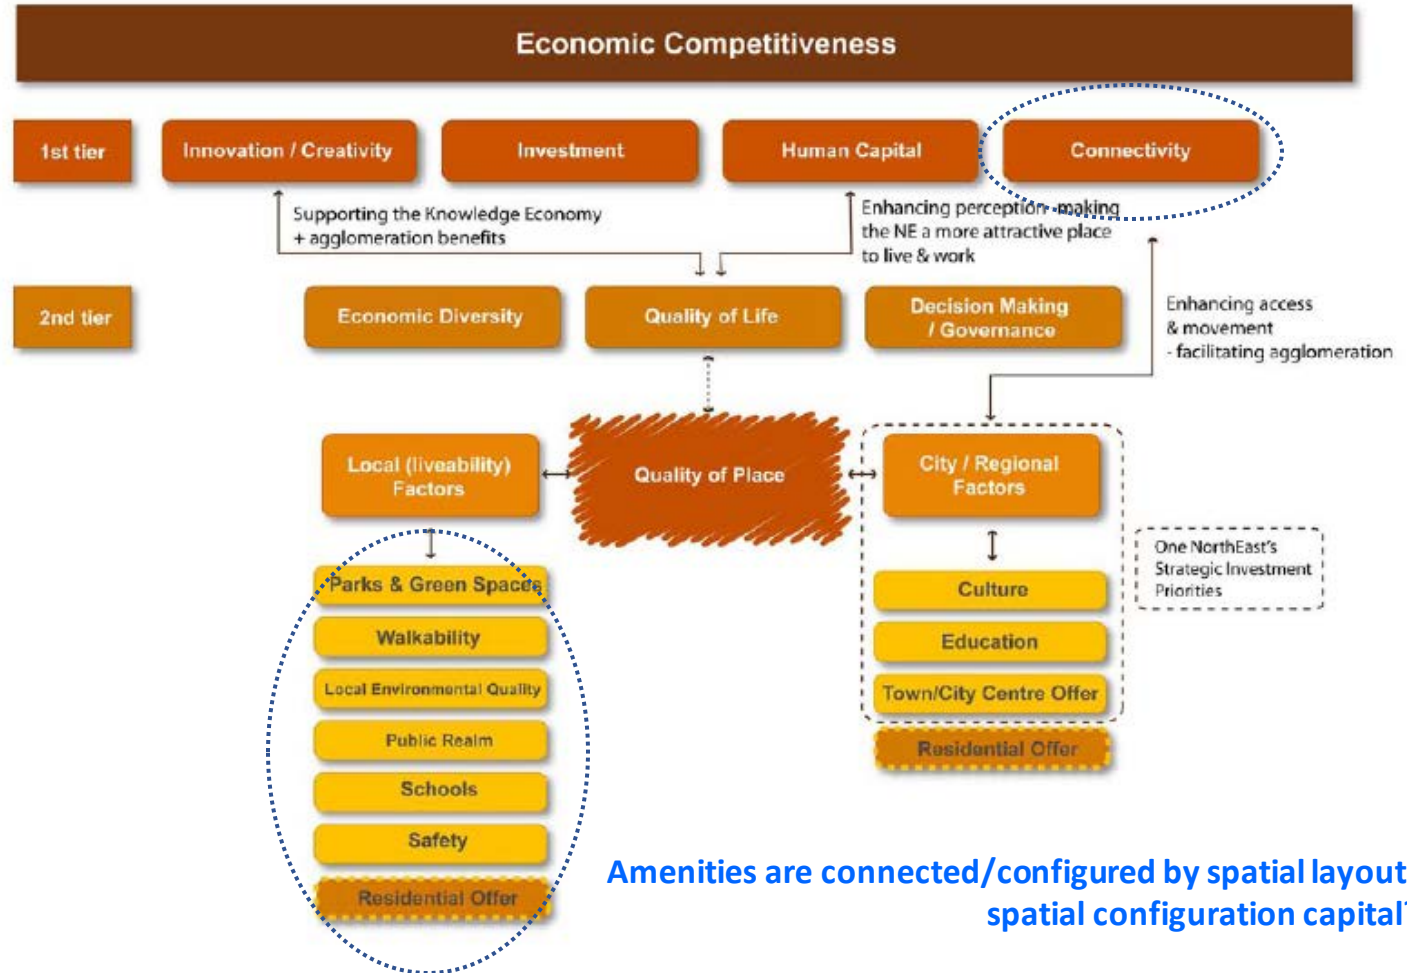 Economic Competitiveness
1st tier
Innovation / Creativity
Investment
Human Capital
Connectivity
Supporting the Knowledge Economy
+ agglomeration benefits
Enhancing perception - making
the NE a more attractive place
to live & work
2nd tier
Economic Diversity
Quality of Life
Decision Making
/ Governance
Enhancing access
& movement
- facilitating agglomeration
Local (liveability)
Factors
Quality of Place
City / Regional
Factors
Parks & Green Spaces
Walkability
Local Environmental Quality
Public Realm
Schools
Safety
Residential Offer
Culture
Education
Town/City Centre Offer
Residential Offer
One NorthEast's
Strategic Investment
Priorities
Amenities are connected/configured by spatial layout
spatial configuration capital